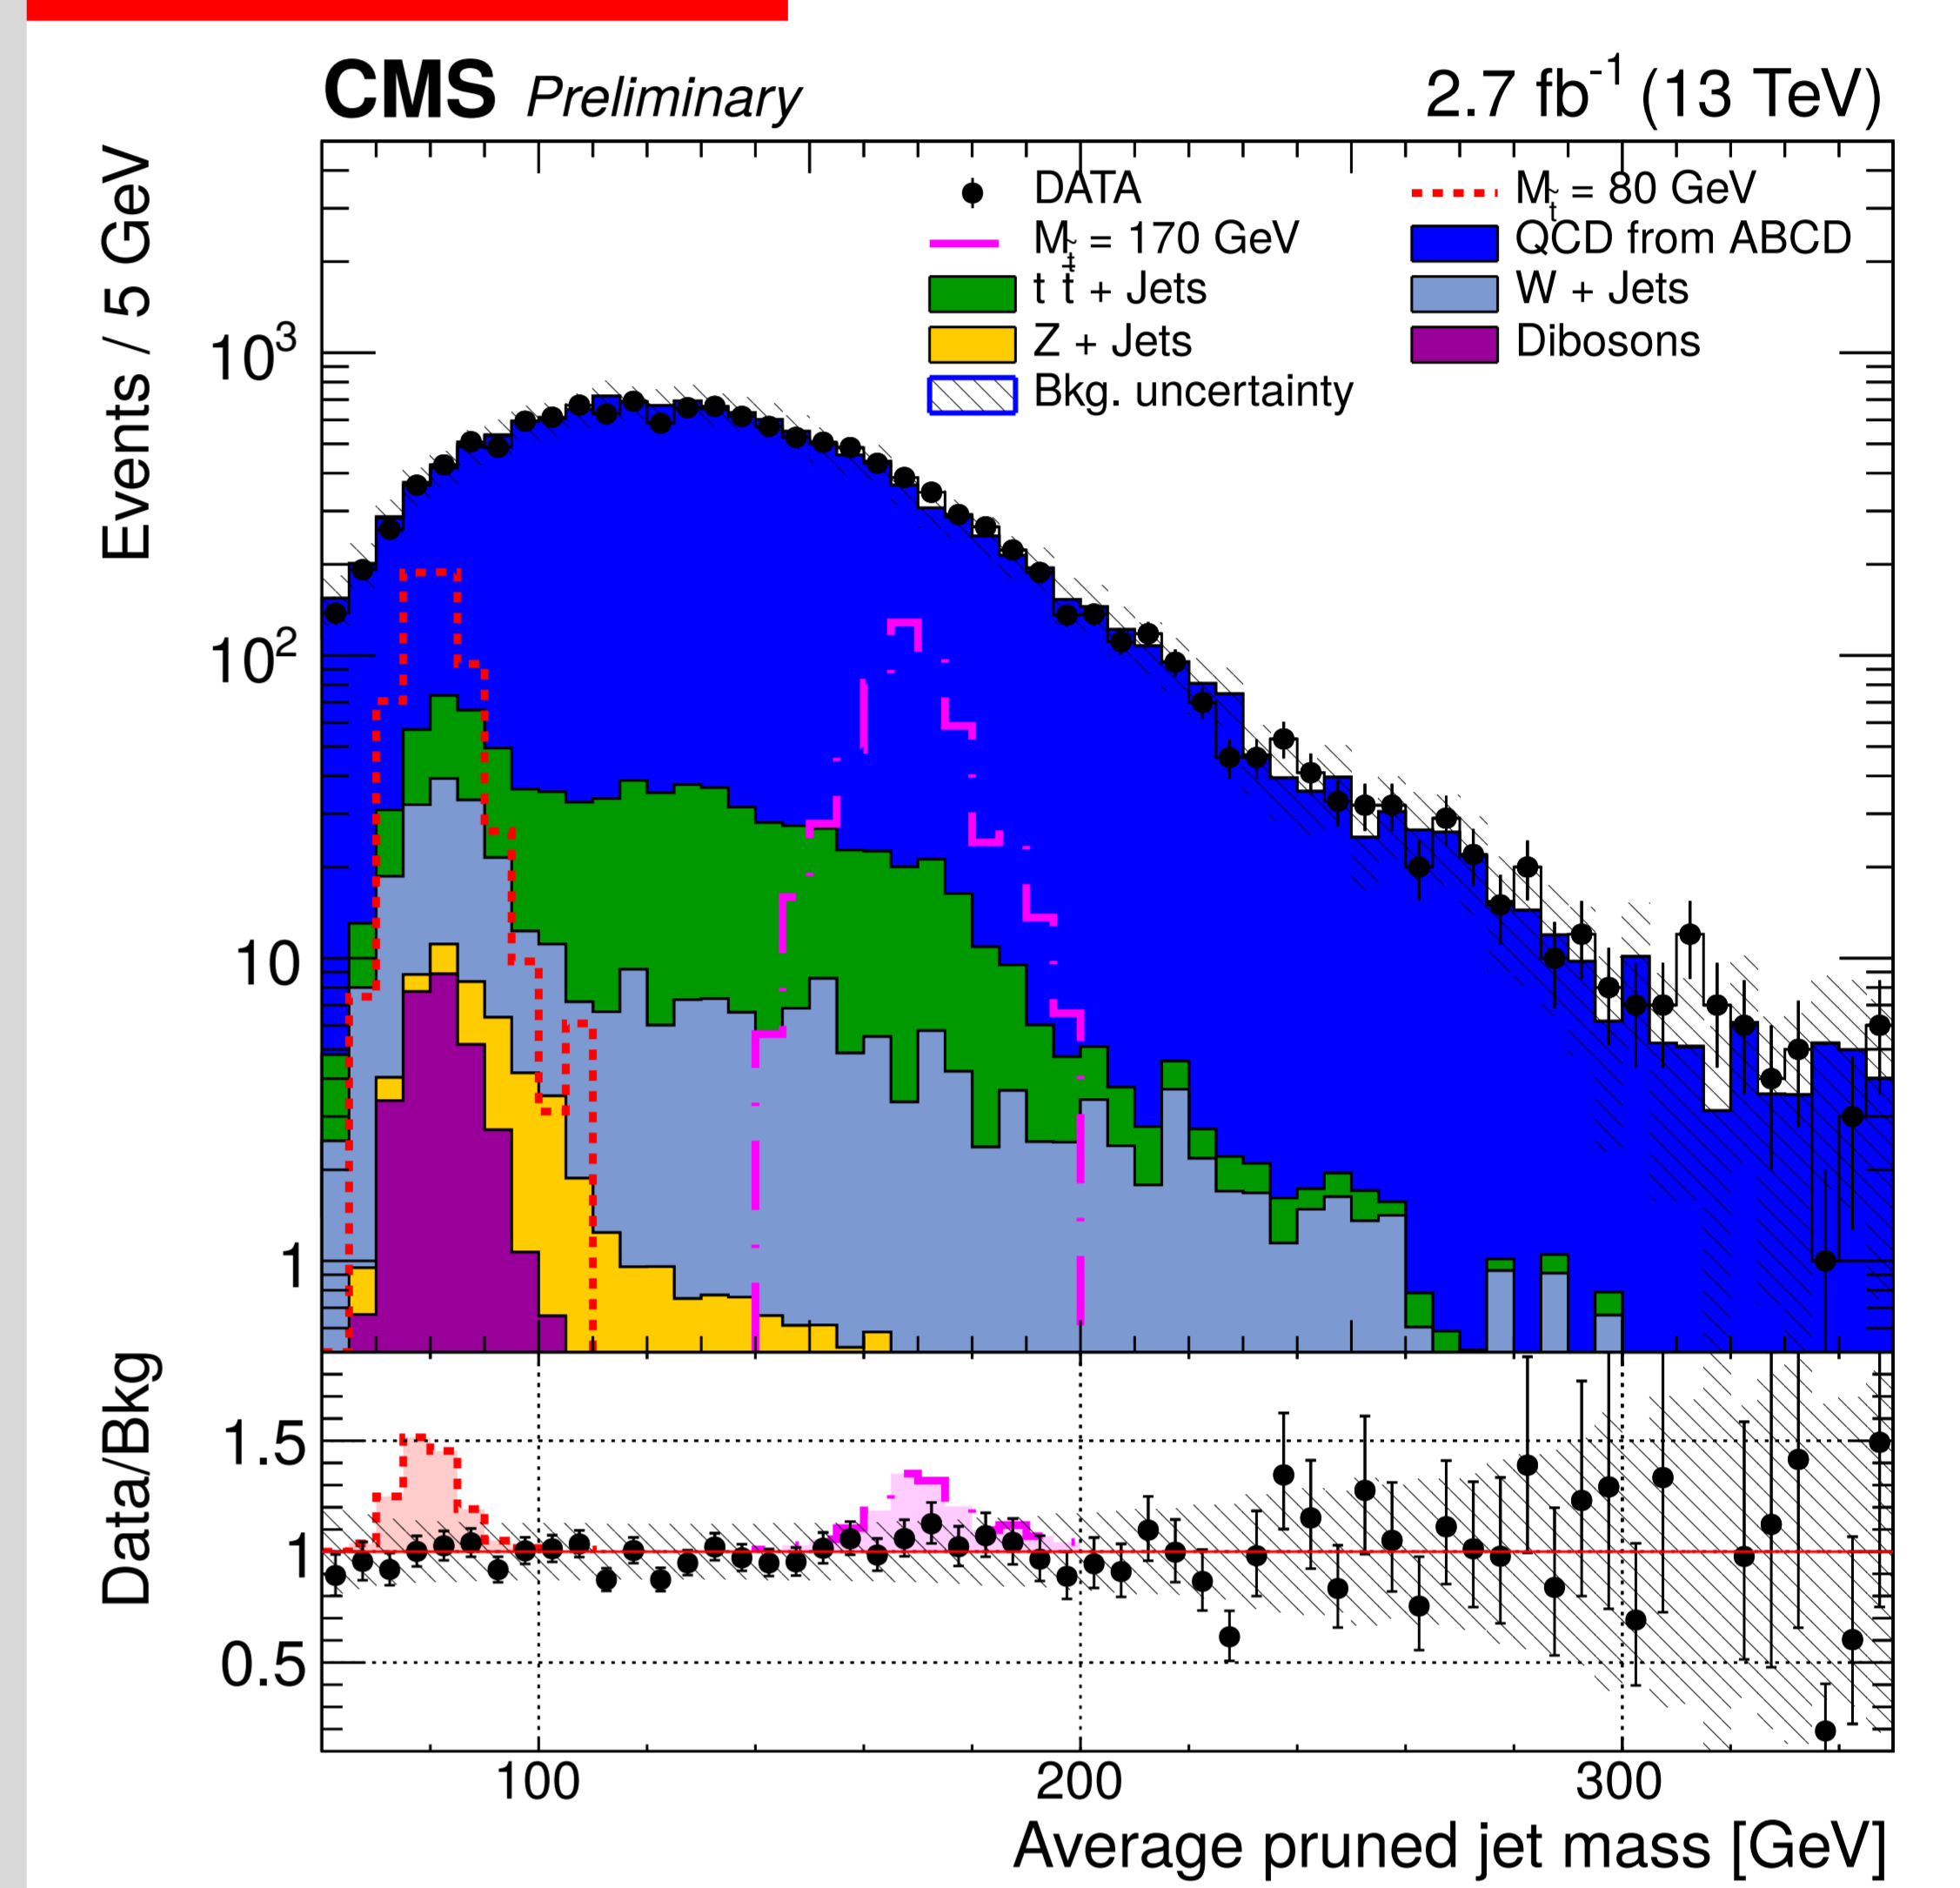 CMS Preliminary 2.7 fb⁻¹ (13 TeV)
Events / 5 GeV
DATA
M_t̃ = 80 GeV
M_t̃ = 170 GeV
QCD from ABCD
t t̄ + Jets
W + Jets
Z + Jets
Dibosons
Bkg. uncertainty
10³
10²
10
1
Data/Bkg
1.5
1
0.5
100 200 300
Average pruned jet mass [GeV]